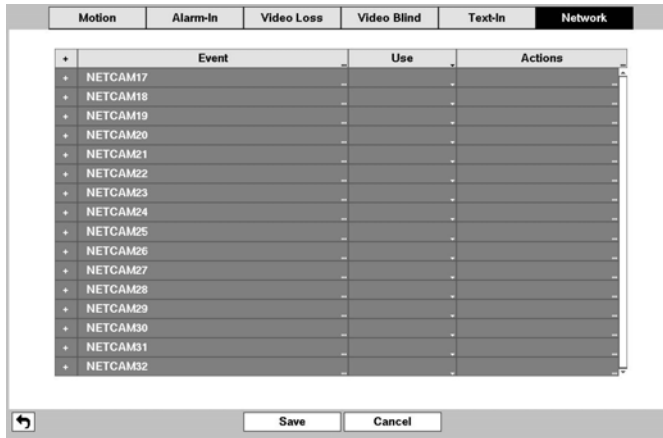 Motion Alarm-In Video Loss Video Blind Text-In Network
+ Event Use Actions
+ NETCAM17
+ NETCAM18
+ NETCAM19
+ NETCAM20
+ NETCAM21
+ NETCAM22
+ NETCAM23
+ NETCAM24
+ NETCAM25
+ NETCAM26
+ NETCAM27
+ NETCAM28
+ NETCAM29
+ NETCAM30
+ NETCAM31
+ NETCAM32
Save Cancel